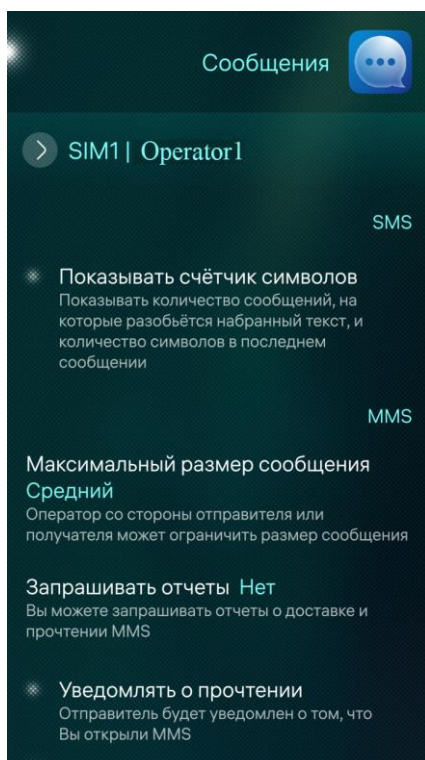 Сообщения
SIM1 | Operator1
SMS
Показывать счётчик символов
Показывать количество сообщений, на
которые разобьётся набранный текст, и
количество символов в последнем
сообщении
MMS
Максимальный размер сообщения
Средний
Оператор со стороны отправителя или
получателя может ограничить размер сообщения
Запрашивать отчеты Нет
Вы можете запрашивать отчеты о доставке и
прочтении MMS
Уведомлять о прочтении
Отправитель будет уведомлен о том, что
Вы открыли MMS